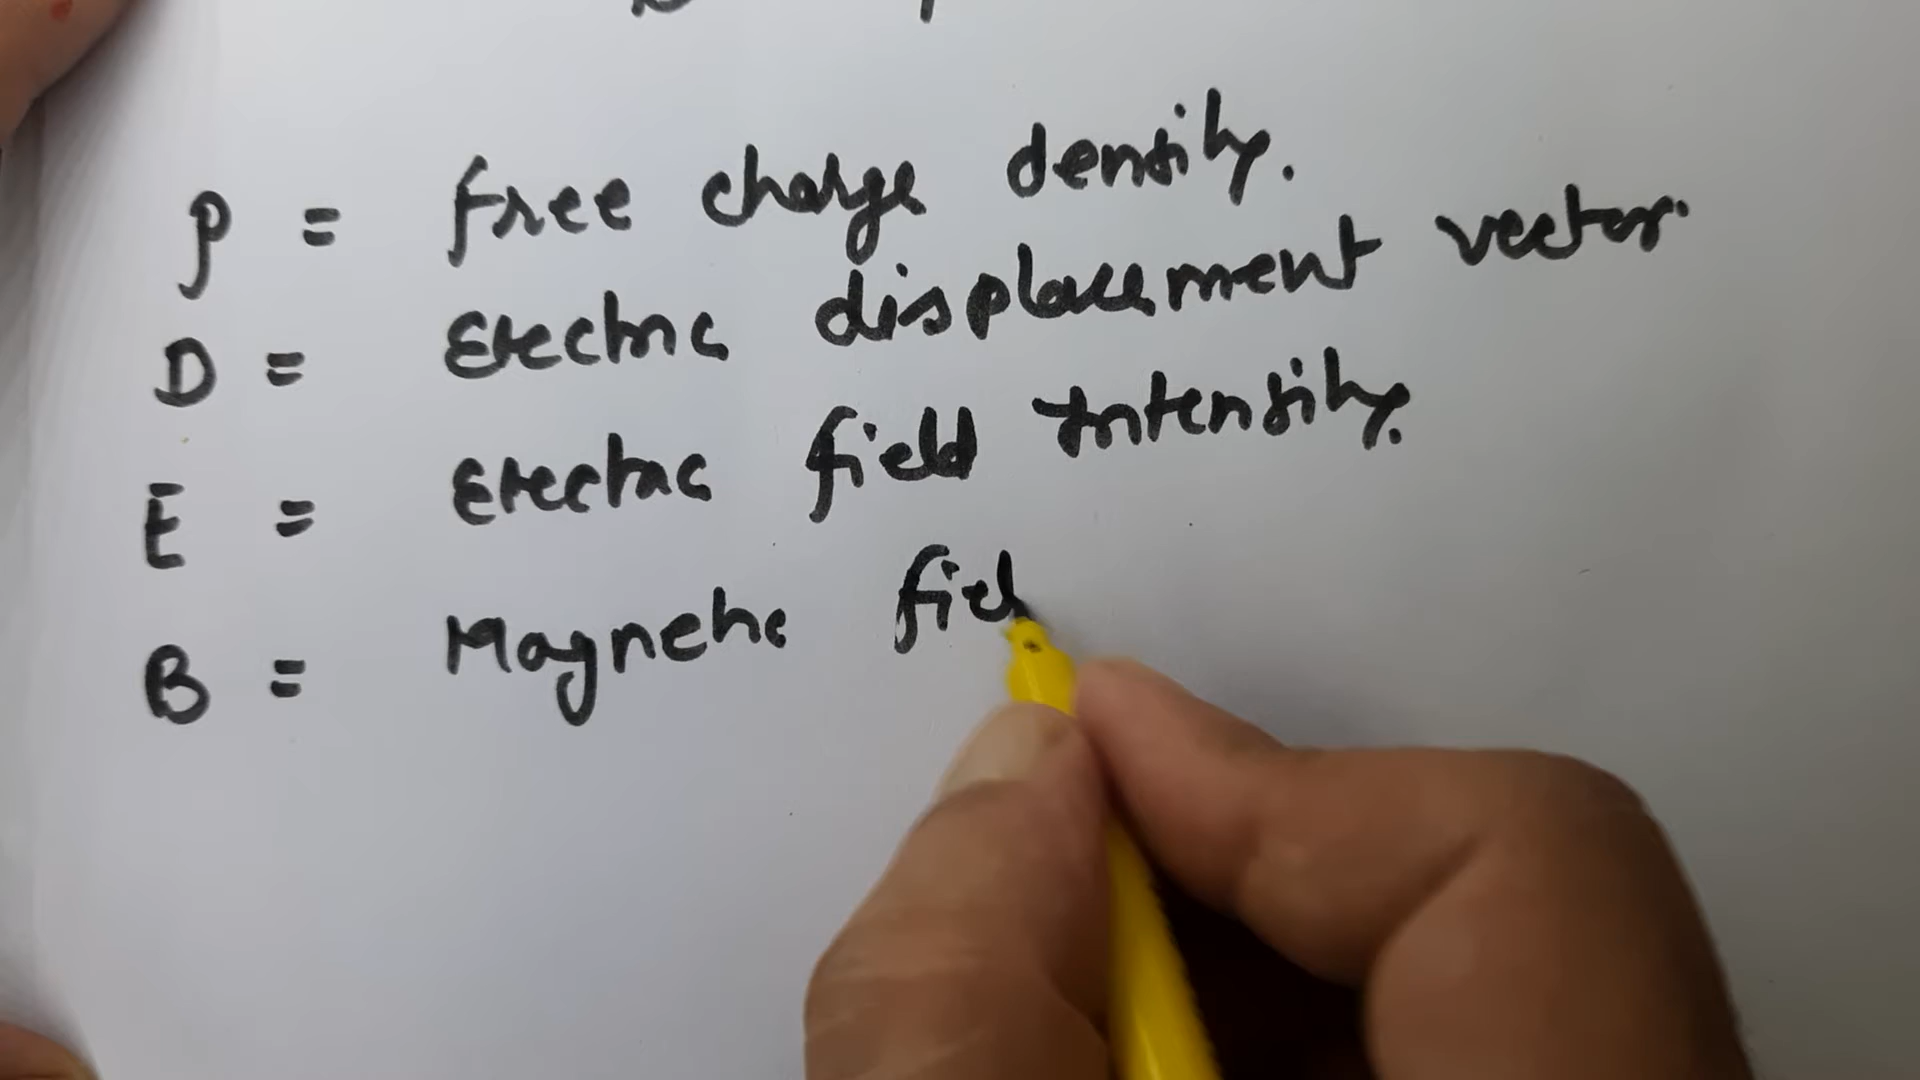 ρ = free charge density.
D = Electric displacement vector.
E = Electric field Intensity.
B = Magnetic fiel